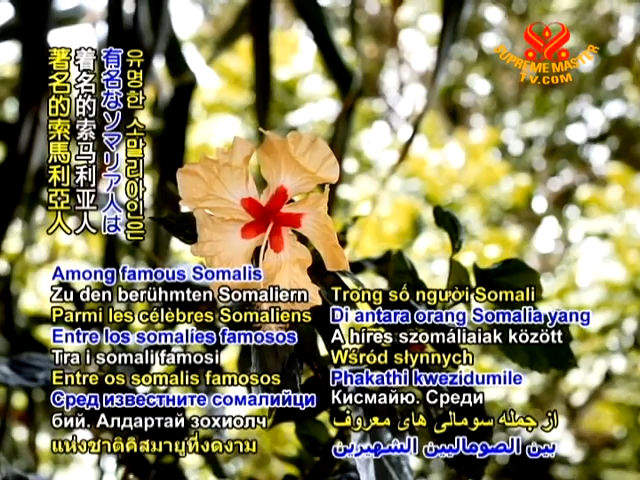 SUPREME MASTER
TV.COM
유명한 소말리아인은
有名なソマリア人は
着名的索马利亚人
著名的索馬利亞人
Among famous Somalis
Zu den berühmten Somaliern
Parmi les célèbres Somaliens
Entre los somalíes famosos
Tra i somali famosi
Entre os somalis famosos
Сред известните сомалийци
бий. Алдартай зохиолч
แห่งชาติคิสมายูที่งดงาม
Trong số người Somali
Di antara orang Somalia yang
A híres szomáliaiak között
Wśród słynnych
Phakathi kwezidumile
Кисмайю. Среди
از جمله سومالی های معروف
بين الصوماليين الشهيرين